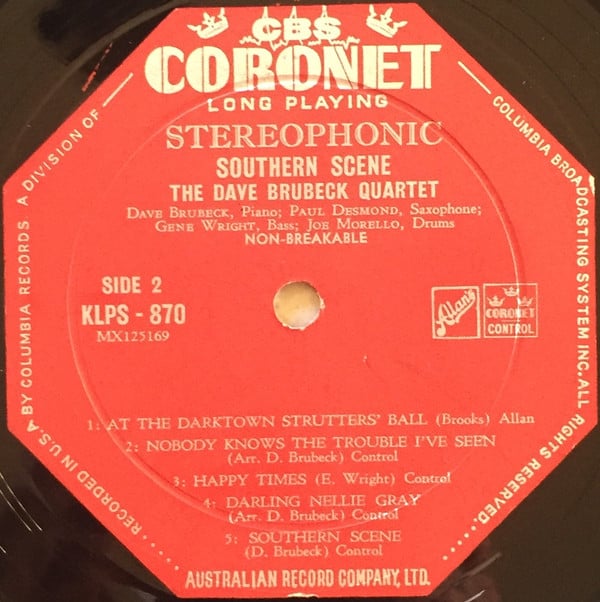 CBS
CORONET
LONG PLAYING
STEREOPHONIC
SOUTHERN SCENE
THE DAVE BRUBECK QUARTET
Dave Brubeck, Piano; Paul Desmond, Saxophone;
Gene Wright, Bass; Joe Morello, Drums
NON-BREAKABLE
SIDE 2
KLPS - 870
MX125169
Allan's
CORONET
CONTROL
1: AT THE DARKTOWN STRUTTERS' BALL (Brooks) Allan
2: NOBODY KNOWS THE TROUBLE I'VE SEEN
(Arr. D. Brubeck) Control
3: HAPPY TIMES (E. Wright) Control
4: DARLING NELLIE GRAY
(Arr. D. Brubeck) Control
5: SOUTHERN SCENE
(D. Brubeck) Control
....RECORDED IN U.S.A BY COLUMBIA RECORDS A DIVISION OF — COLUMBIA BROADCASTING SYSTEM INC. ALL RIGHTS RESERVED....
AUSTRALIAN RECORD COMPANY, LTD.